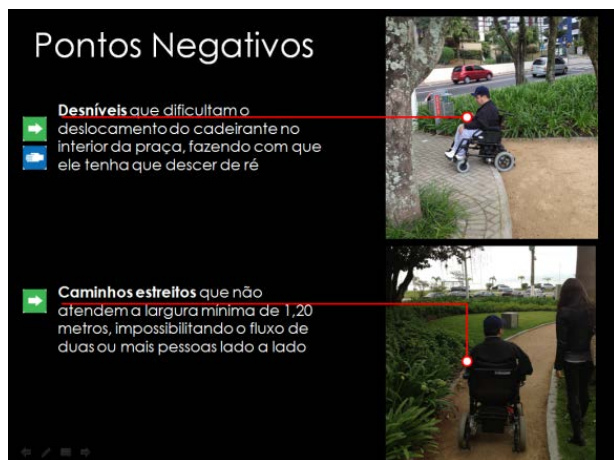 Pontos Negativos
Desníveis que dificultam o
deslocamento do cadeirante no
interior da praça, fazendo com que
ele tenha que descer de ré
Caminhos estreitos que não
atendem a largura mínima de 1,20
metros, impossibilitando o fluxo de
duas ou mais pessoas lado a lado